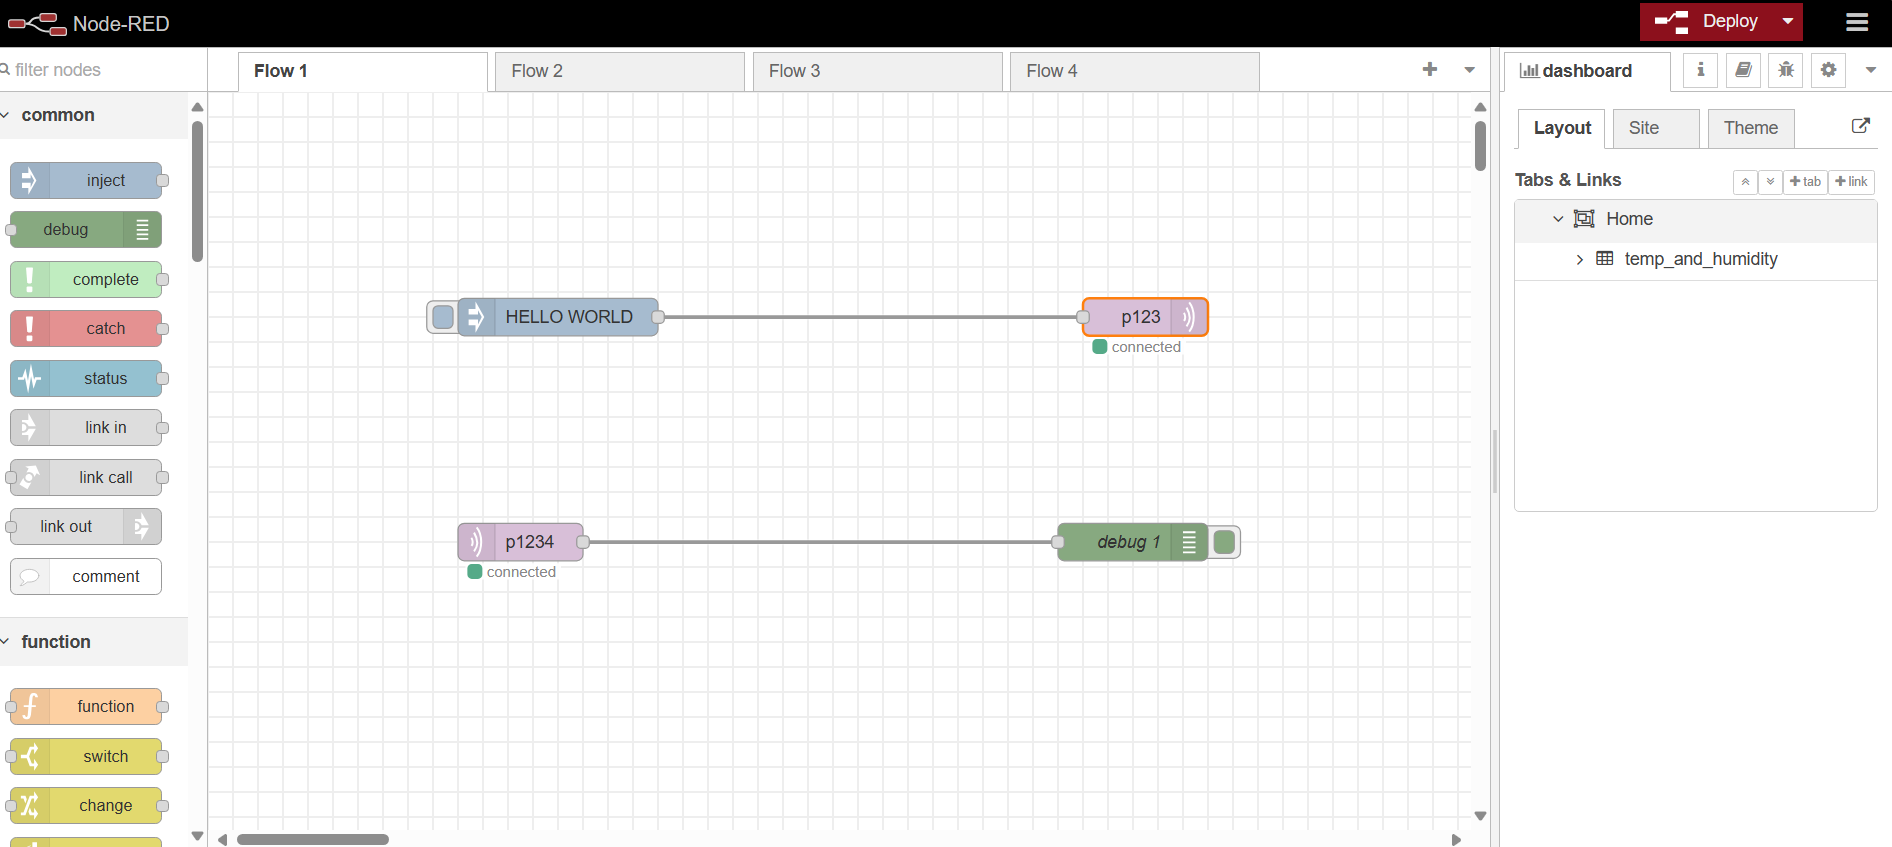 Node-RED
Deploy
filter nodes
Flow 1
Flow 2
Flow 3
Flow 4
dashboard
common
inject
debug
complete
catch
status
link in
link call
link out
comment
function
function
switch
change
HELLO WORLD
p123
connected
p1234
connected
debug 1
Layout
Site
Theme
Tabs & Links
tab
link
Home
temp_and_humidity